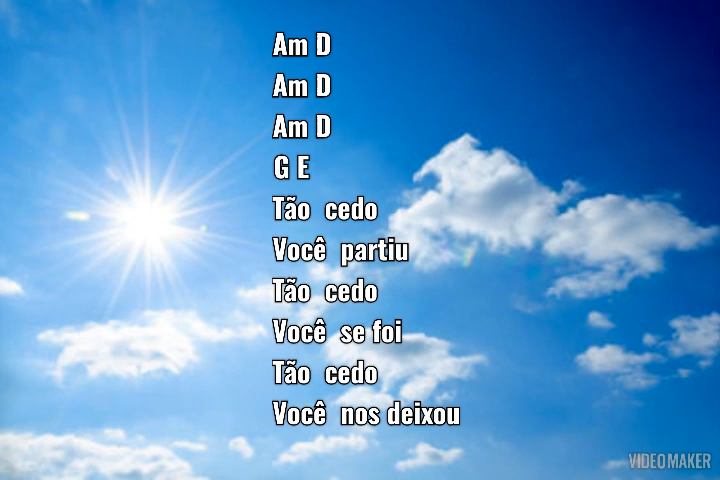 Am D
Am D
Am D
G E
Tão cedo
Você partiu
Tão cedo
Você se foi
Tão cedo
Você nos deixou
VIDEOMAKER